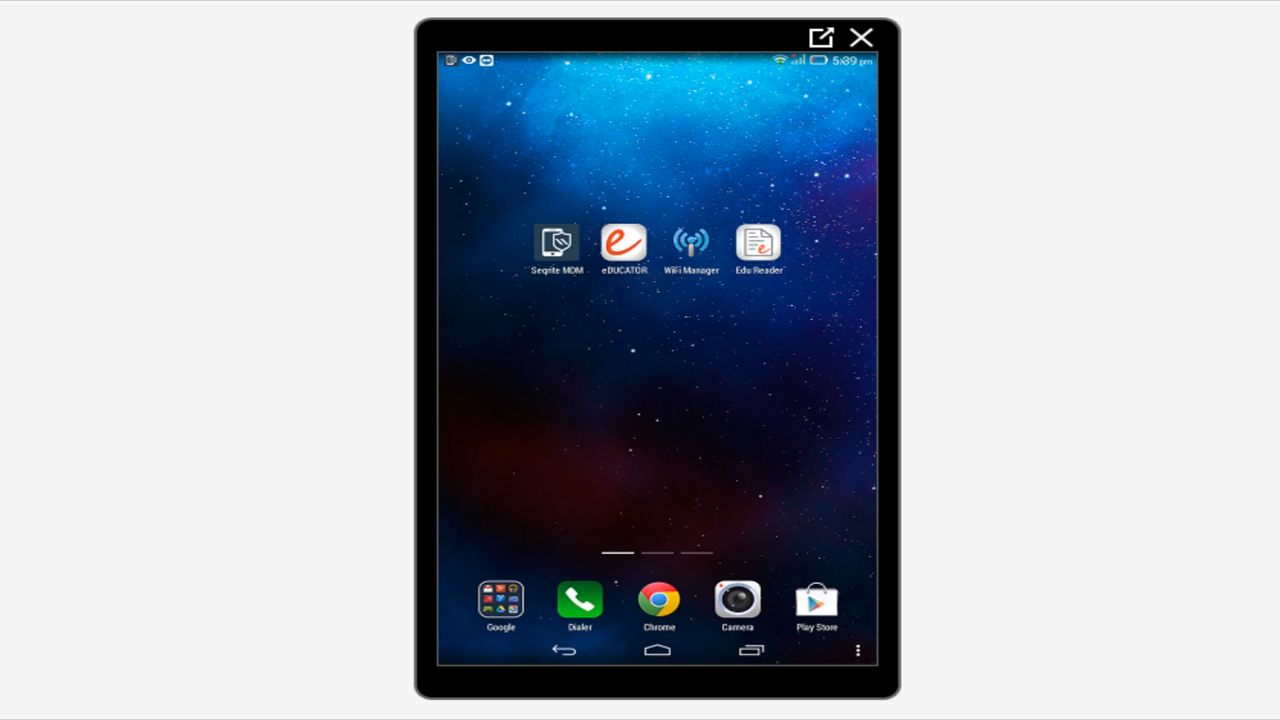 5:39 pm
Seqrite MDM eDUCATOR WiFi Manager Edu Reader
Google Dialer Chrome Camera Play Store